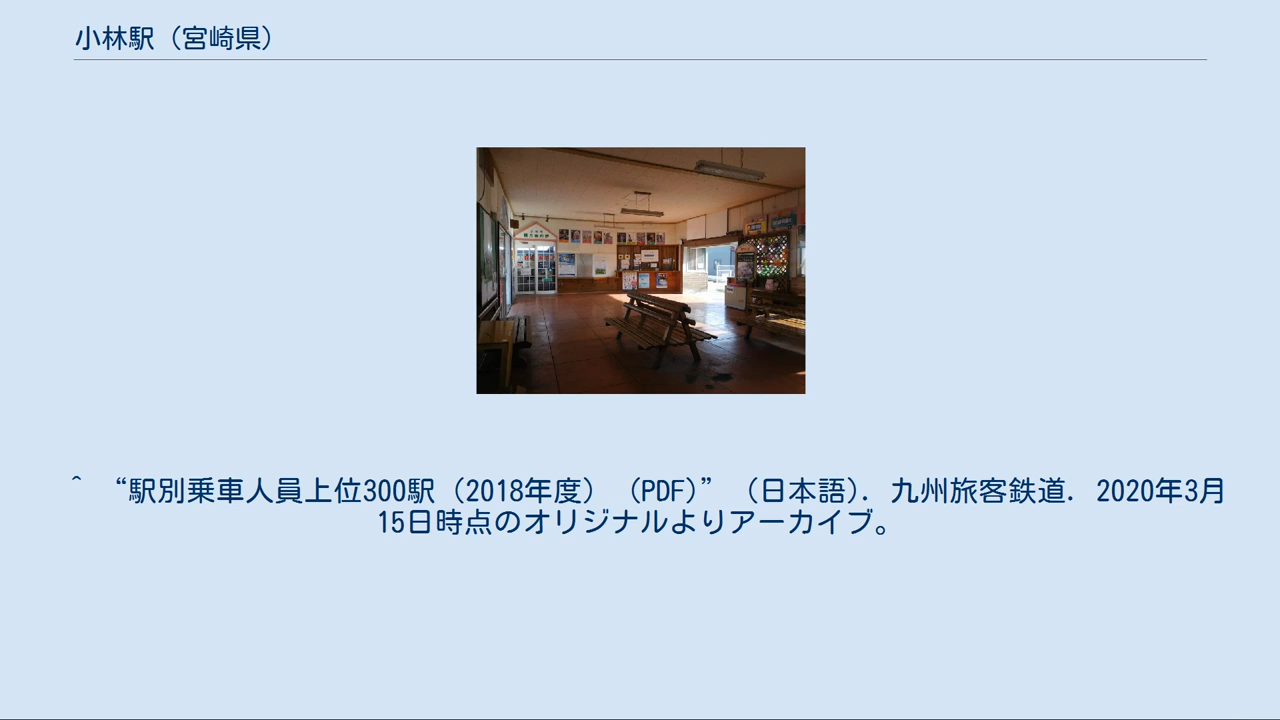 小林駅（宮崎県）
^ “駅別乗車人員上位300駅（2018年度）（PDF)” （日本語). 九州旅客鉄道. 2020年3月
15日時点のオリジナルよりアーカイブ。